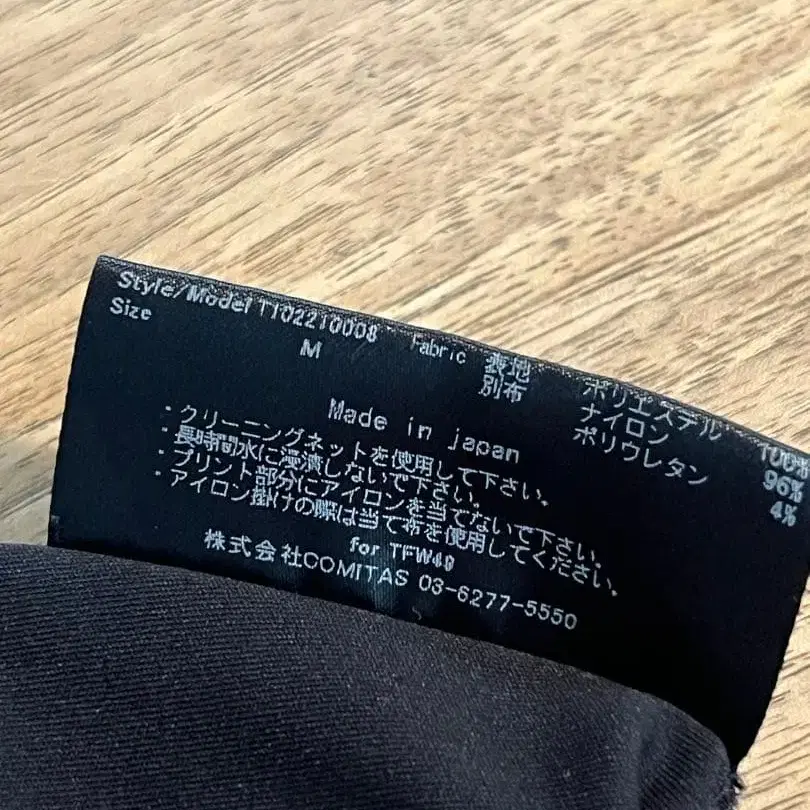 Style/Model T102210008 Fabric 表地 ポリエステル 100%
Size M 別布 ナイロン 96%
ポリウレタン 4%
Made in japan
・クリーニングネットを使用して下さい。
・長時間水に浸漬しないで下さい。
・プリント部分にアイロンを当てないで下さい。
・アイロン掛けの際は当て布を使用してください。
for TFW49
株式会社COMITAS 03-6277-5550